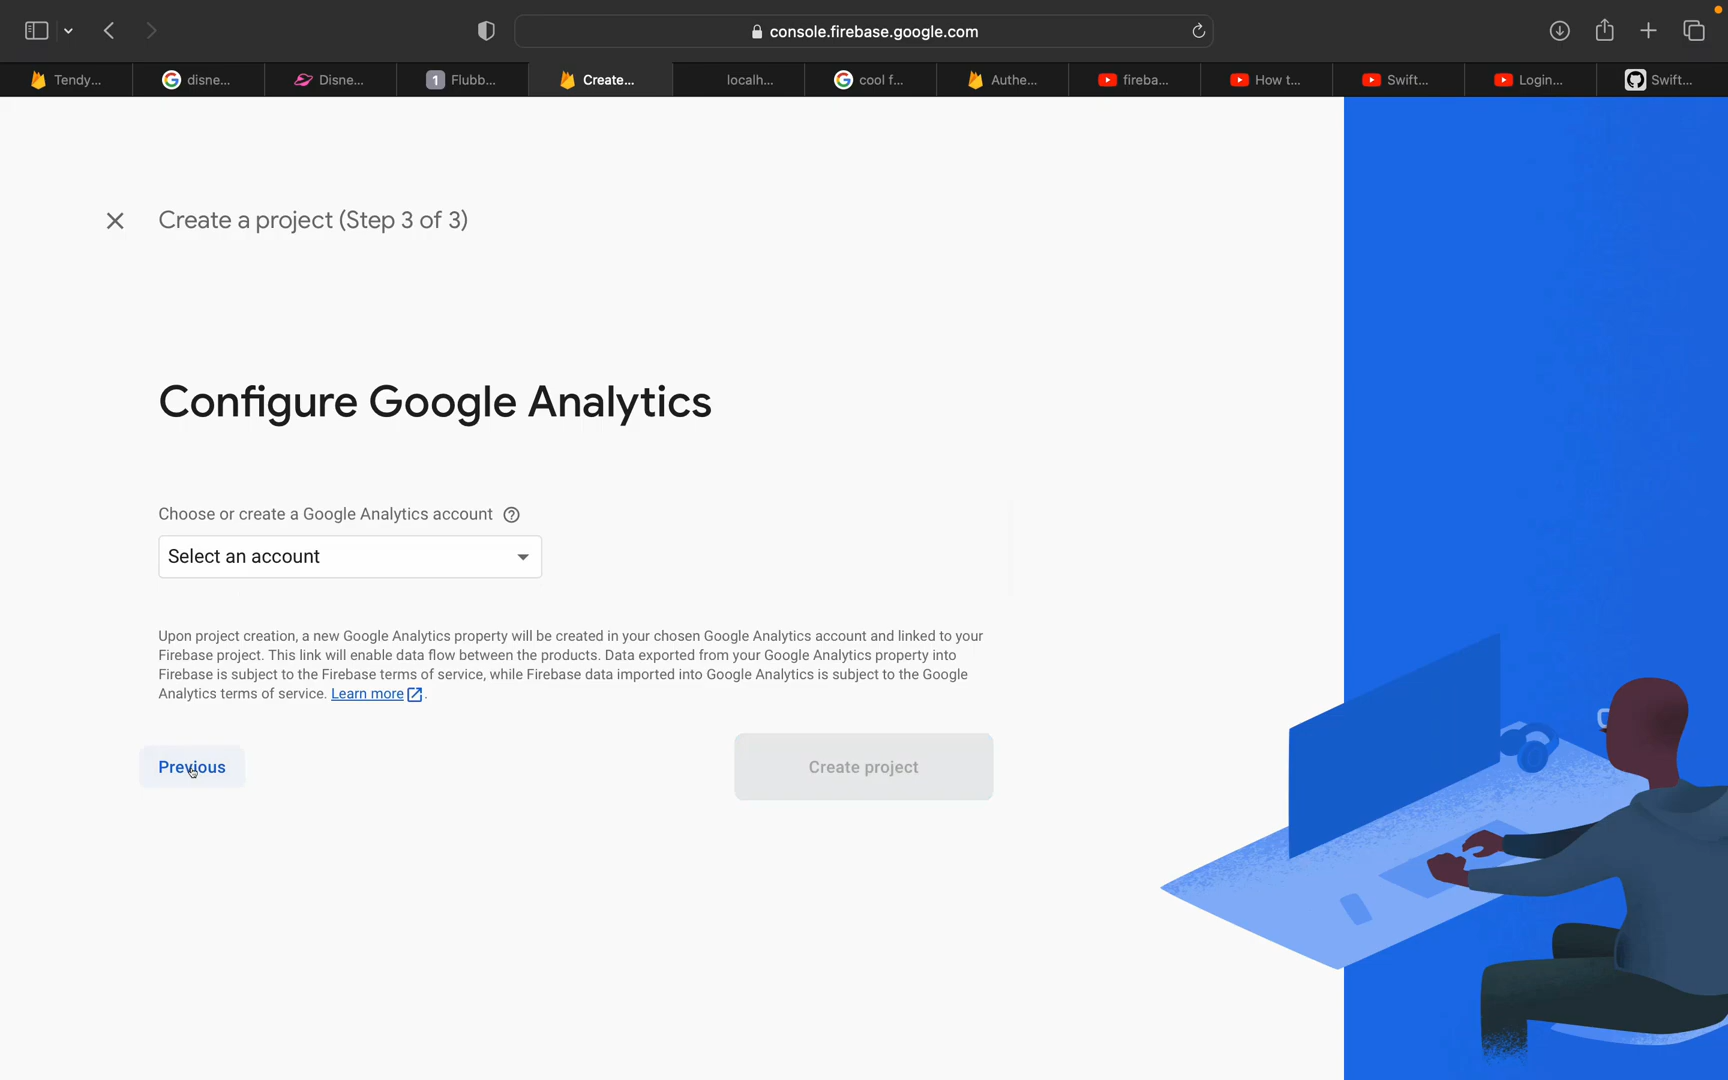 console.firebase.google.com
Tendy...
disne...
Disne...
1
Flubb...
Create...
localh...
cool f...
Authe...
fireba...
How t...
Swift...
Login...
Swift...
Create a project (Step 3 of 3)
Configure Google Analytics
Choose or create a Google Analytics account
Select an account
Upon project creation, a new Google Analytics property will be created in your chosen Google Analytics account and linked to your
Firebase project. This link will enable data flow between the products. Data exported from your Google Analytics property into
Firebase is subject to the Firebase terms of service, while Firebase data imported into Google Analytics is subject to the Google
Analytics terms of service. Learn more.
Previous
Create project